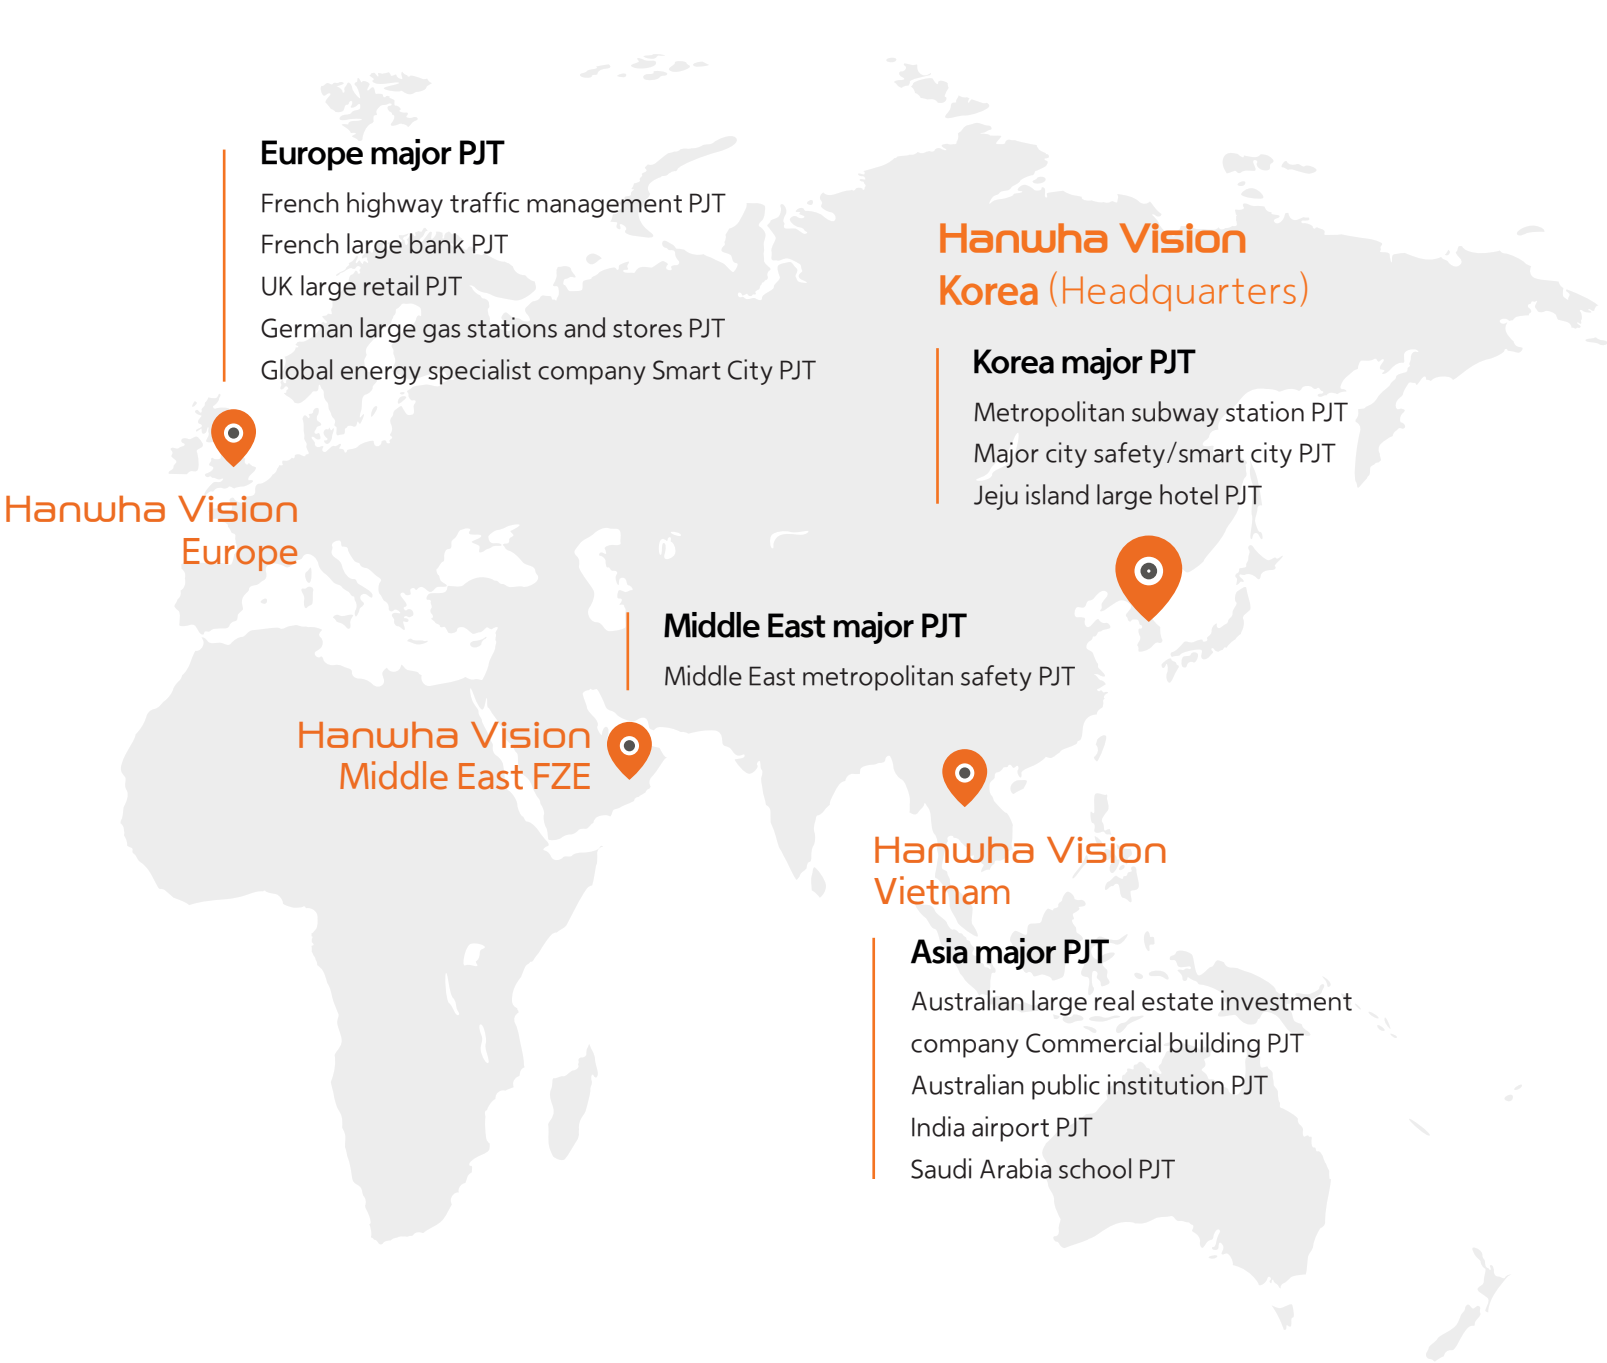 Europe major PJT
French highway traffic management PJT
French large bank PJT
UK large retail PJT
German large gas stations and stores PJT
Global energy specialist company Smart City PJT
Hanwha Vision
Europe
Hanwha Vision
Korea (Headquarters)
Korea major PJT
Metropolitan subway station PJT
Major city safety/smart city PJT
Jeju island large hotel PJT
Middle East major PJT
Middle East metropolitan safety PJT
Hanwha Vision
Middle East FZE
Hanwha Vision
Vietnam
Asia major PJT
Australian large real estate investment
company Commercial building PJT
Australian public institution PJT
India airport PJT
Saudi Arabia school PJT